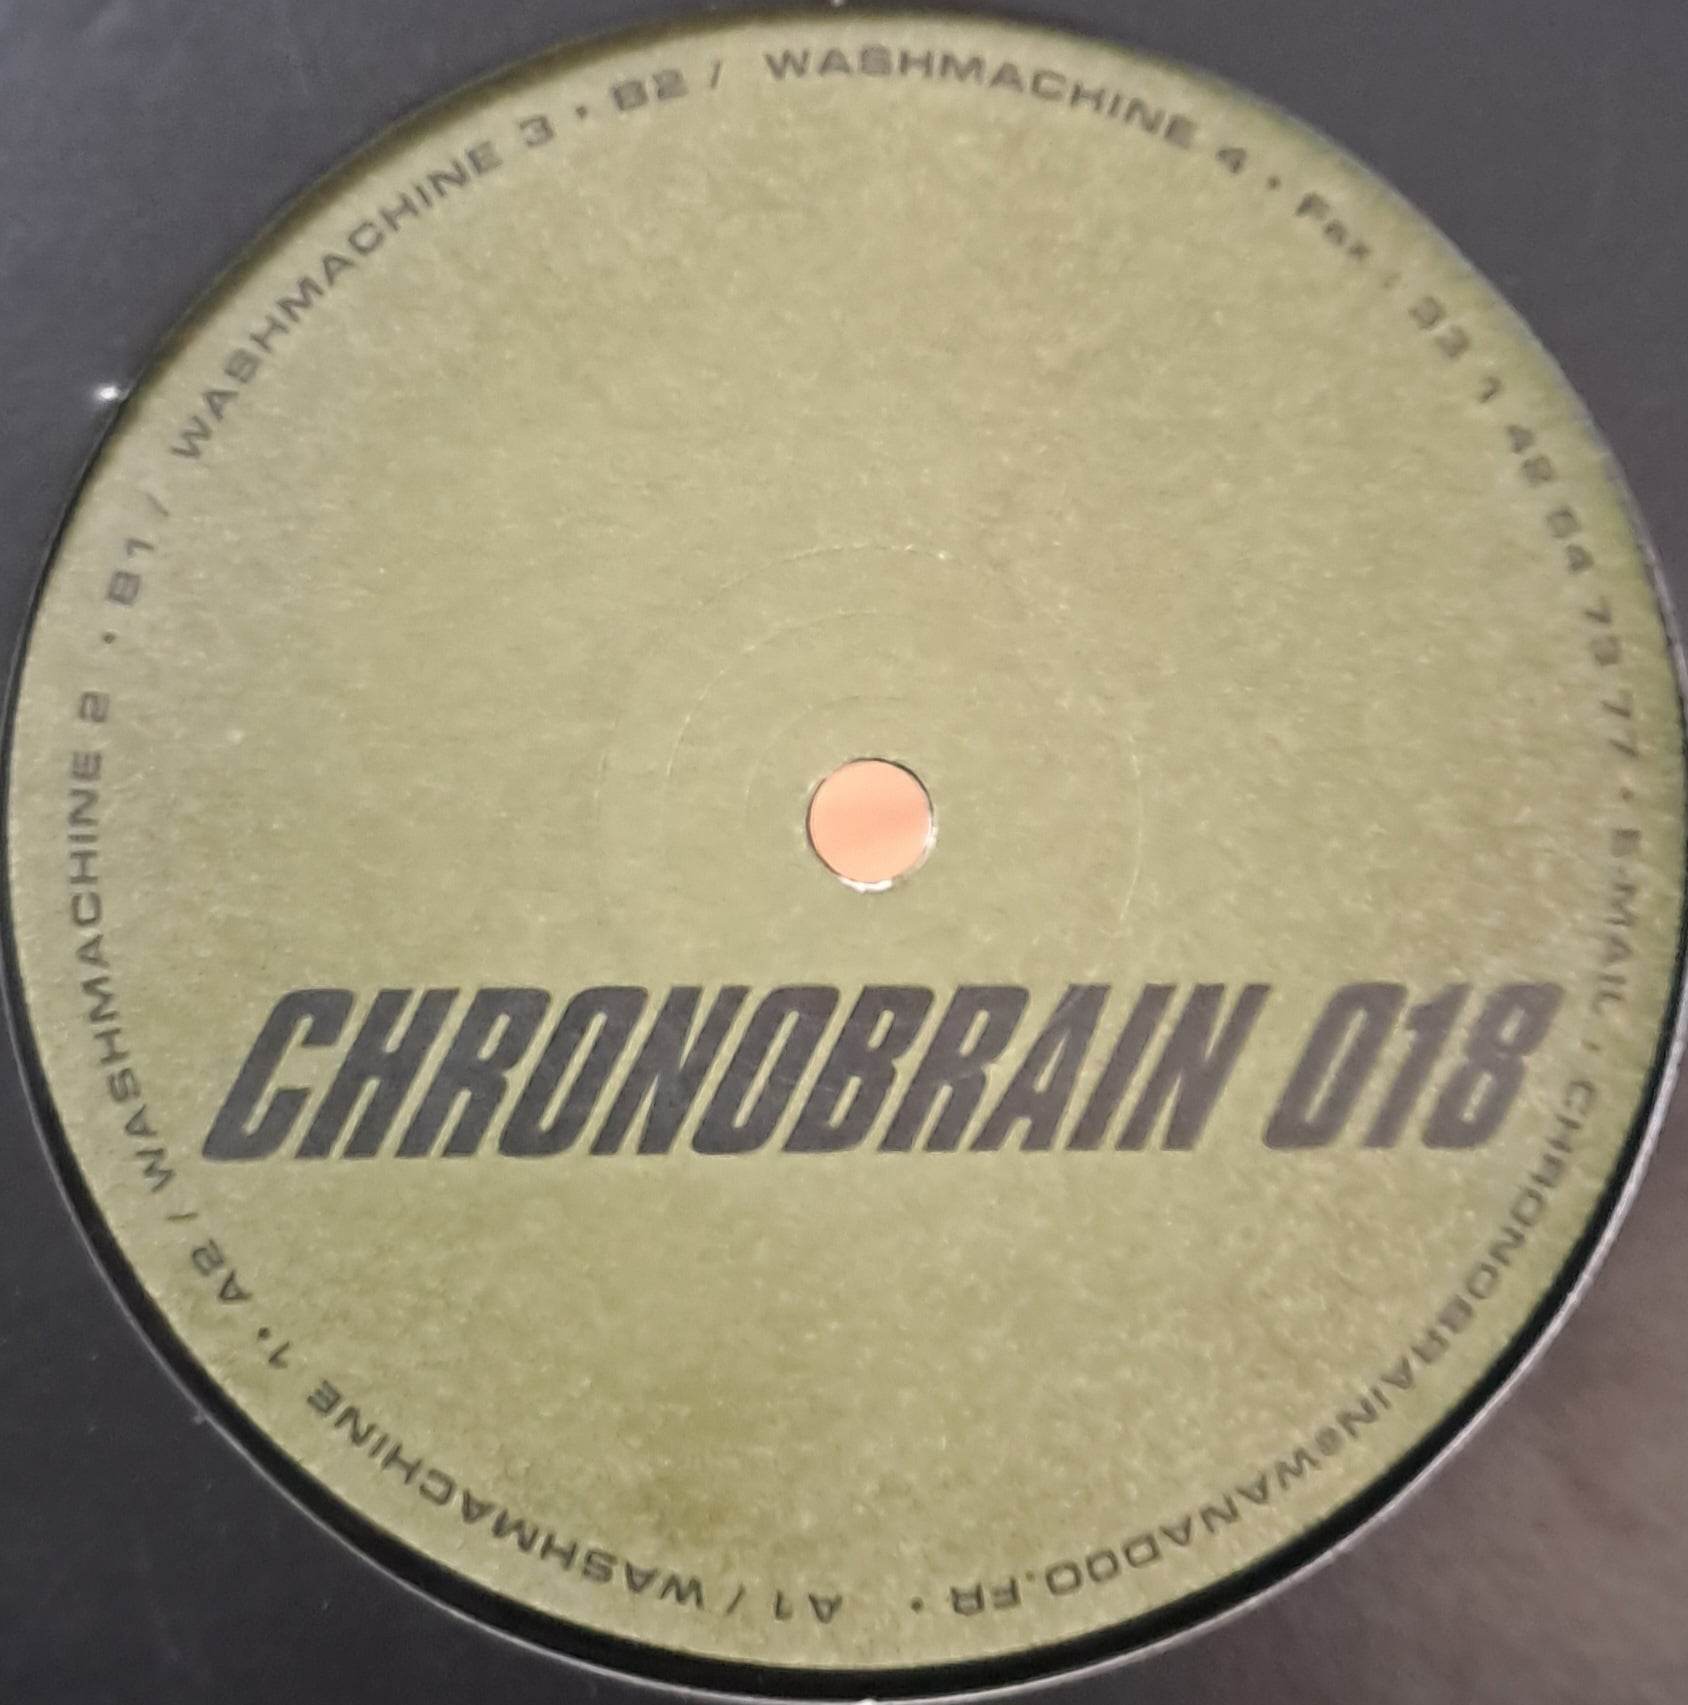 CHRONOBRAIN 018
A1 / WASHMACHINE 1 • A2 / WASHMACHINE 2 • B1 / WASHMACHINE 3 • B2 / WASHMACHINE 4 • Fax : 33 1 48 54 73 77 • E-MAIL : CHRONOBRAIN@WANADOO.FR •